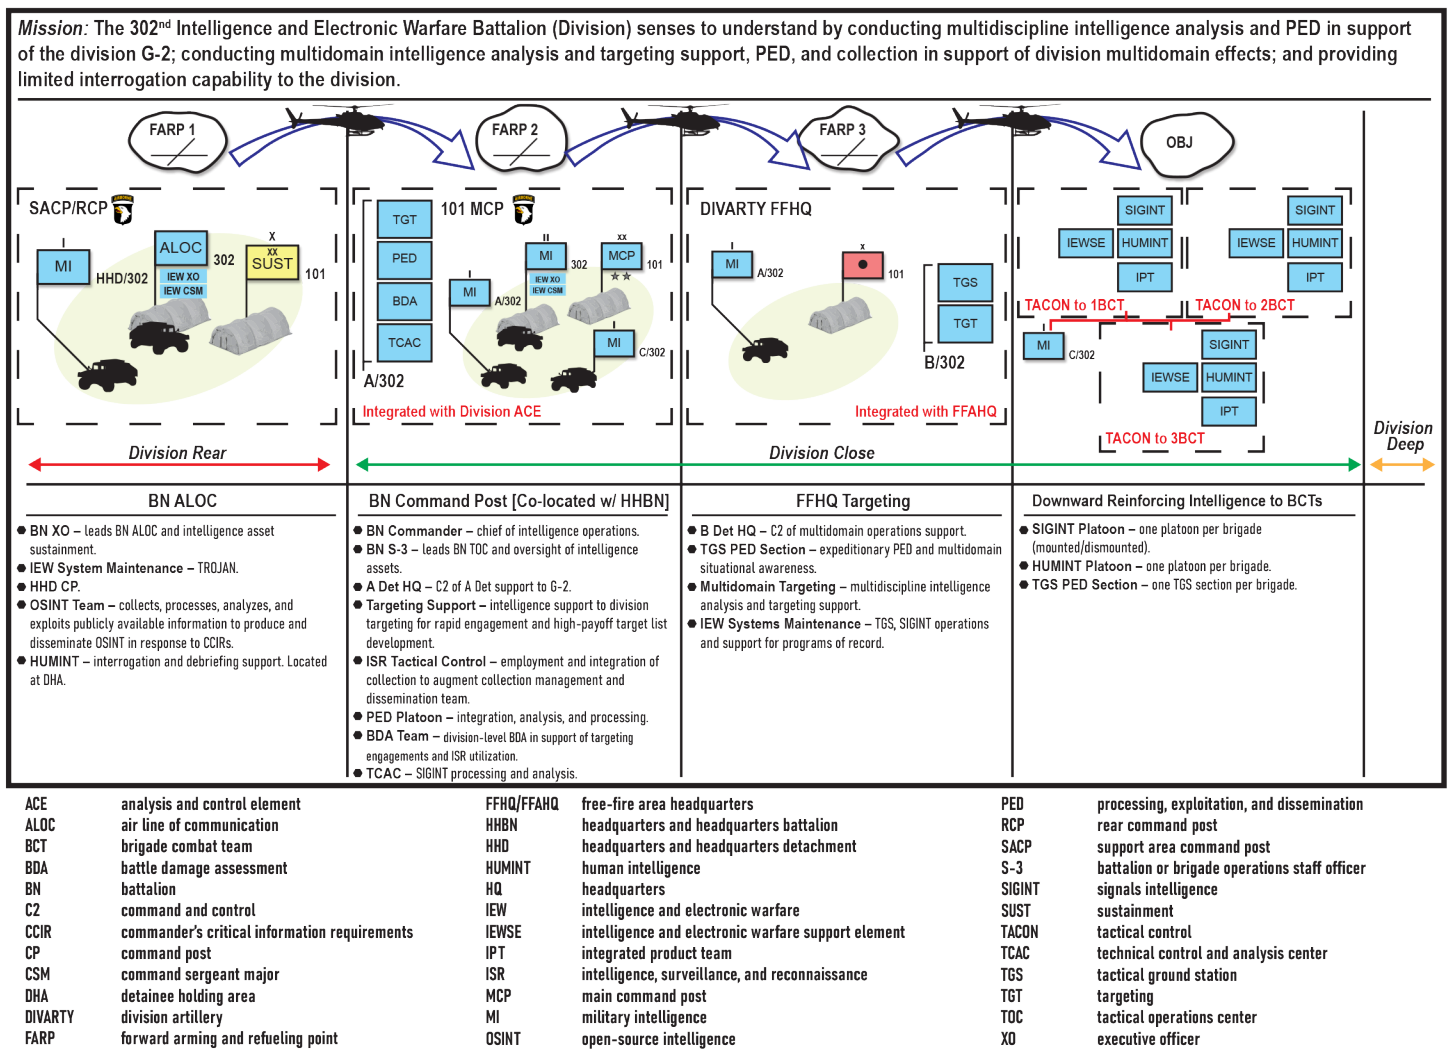 Mission: The 302nd Intelligence and Electronic Warfare Battalion (Division) senses to understand by conducting multidiscipline intelligence analysis and PED in support
of the division G-2; conducting multidomain intelligence analysis and targeting support, PED, and collection in support of division multidomain effects; and providing
limited interrogation capability to the division.
FARP 1
FARP 2
FARP 3
OBJ
SACP/RCP
I
MI
HHD/302
ALOC
302
IEW XO
IEW CSM
X
XX
SUST
101
101 MCP
TGT
PED
BDA
TCAC
A/302
I
MI
A/302
II
MI
302
IEW XO
IEW CSM
XX
MCP
101
I
MI
C/302
Integrated with Division ACE
DIVARTY FFHQ
I
MI
A/302
X
101
TGS
TGT
B/302
Integrated with FFAHQ
SIGINT
IEWSE
HUMINT
IPT
TACON to 1BCT
SIGINT
IEWSE
HUMINT
IPT
TACON to 2BCT
I
MI
C/302
SIGINT
IEWSE
HUMINT
IPT
TACON to 3BCT
Division Rear
Division Close
Division
Deep
BN ALOC
BN XO – leads BN ALOC and intelligence asset
sustainment.
IEW System Maintenance – TROJAN.
HHD CP.
OSINT Team – collects, processes, analyzes, and
exploits publicly available information to produce and
disseminate OSINT in response to CCIRs.
HUMINT – interrogation and debriefing support. Located
at DHA.
BN Command Post [Co-located w/ HHBN]
BN Commander – chief of intelligence operations.
BN S-3 – leads BN TOC and oversight of intelligence
assets.
A Det HQ – C2 of A Det support to G-2.
Targeting Support – intelligence support to division
targeting for rapid engagement and high-payoff target list
development.
ISR Tactical Control – employment and integration of
collection to augment collection management and
dissemination team.
PED Platoon – integration, analysis, and processing.
BDA Team – division-level BDA in support of targeting
engagements and ISR utilization.
TCAC – SIGINT processing and analysis.
FFHQ Targeting
B Det HQ – C2 of multidomain operations support.
TGS PED Section – expeditionary PED and multidomain
situational awareness.
Multidomain Targeting – multidiscipline intelligence
analysis and targeting support.
IEW Systems Maintenance – TGS, SIGINT operations
and support for programs of record.
Downward Reinforcing Intelligence to BCTs
SIGINT Platoon – one platoon per brigade
(mounted/dismounted).
HUMINT Platoon – one platoon per brigade.
TGS PED Section – one TGS section per brigade.
ACE analysis and control element
ALOC air line of communication
BCT brigade combat team
BDA battle damage assessment
BN battalion
C2 command and control
CCIR commander's critical information requirements
CP command post
CSM command sergeant major
DHA detainee holding area
DIVARTY division artillery
FARP forward arming and refueling point
FFHQ/FFAHQ free-fire area headquarters
HHBN headquarters and headquarters battalion
HHD headquarters and headquarters detachment
HUMINT human intelligence
HQ headquarters
IEW intelligence and electronic warfare
IEWSE intelligence and electronic warfare support element
IPT integrated product team
ISR intelligence, surveillance, and reconnaissance
MCP main command post
MI military intelligence
OSINT open-source intelligence
PED processing, exploitation, and dissemination
RCP rear command post
SACP support area command post
S-3 battalion or brigade operations staff officer
SIGINT signals intelligence
SUST sustainment
TACON tactical control
TCAC technical control and analysis center
TGS tactical ground station
TGT targeting
TOC tactical operations center
XO executive officer